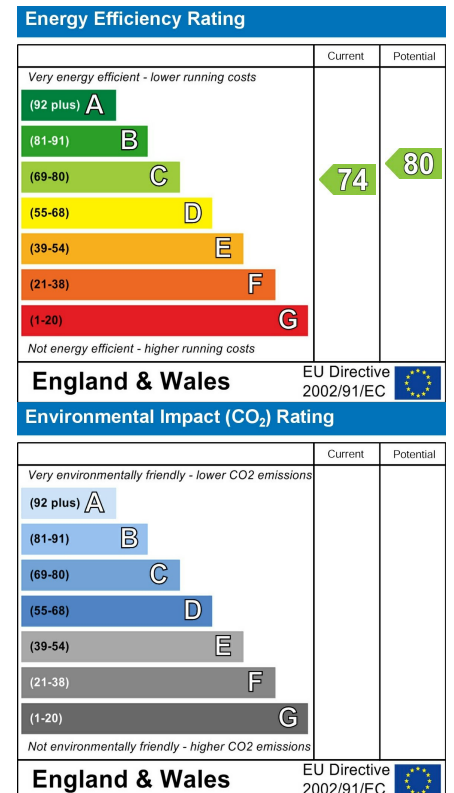 Energy Efficiency Rating
Current Potential
Very energy efficient - lower running costs
(92 plus) A
(81-91) B
(69-80) C
74
80
(55-68) D
(39-54) E
(21-38) F
(1-20) G
Not energy efficient - higher running costs
England & Wales
EU Directive
2002/91/EC
Environmental Impact (CO₂) Rating
Current Potential
Very environmentally friendly - lower CO2 emissions
(92 plus) A
(81-91) B
(69-80) C
(55-68) D
(39-54) E
(21-38) F
(1-20) G
Not environmentally friendly - higher CO2 emissions
England & Wales
EU Directive
2002/91/EC